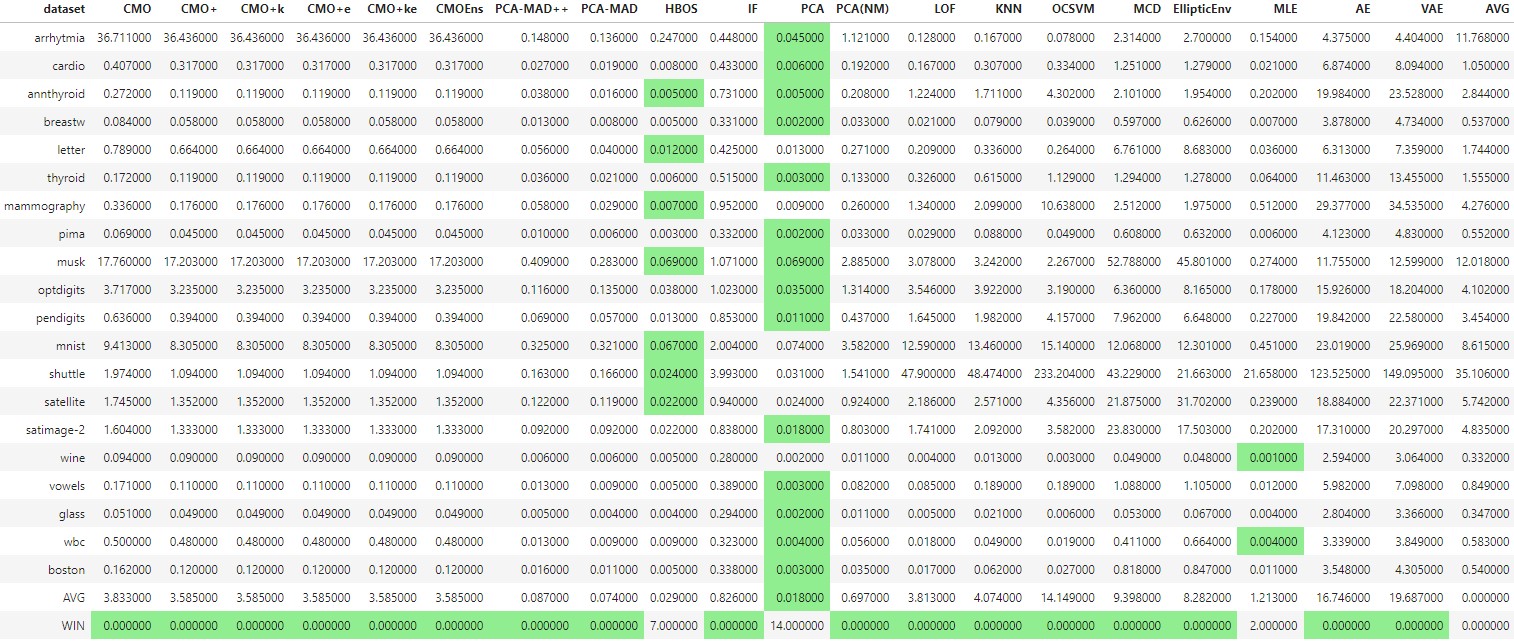 dataset CMO CMO+ CMO+k CMO+e CMO+ke CMOEns PCA-MAD++ PCA-MAD HBOS IF PCA PCA(NM) LOF KNN OCSVM MCD EllipticEnv MLE AE VAE AVG
arrhytmia 36.711000 36.436000 36.436000 36.436000 36.436000 36.436000 0.148000 0.136000 0.247000 0.448000 0.045000 1.121000 0.128000 0.167000 0.078000 2.314000 2.700000 0.154000 4.375000 4.404000 11.768000
cardio 0.407000 0.317000 0.317000 0.317000 0.317000 0.317000 0.027000 0.019000 0.008000 0.433000 0.006000 0.192000 0.167000 0.307000 0.334000 1.251000 1.279000 0.021000 6.874000 8.094000 1.050000
annthyroid 0.272000 0.119000 0.119000 0.119000 0.119000 0.119000 0.038000 0.016000 0.005000 0.731000 0.005000 0.208000 1.224000 1.711000 4.302000 2.101000 1.954000 0.202000 19.984000 23.528000 2.844000
breastw 0.084000 0.058000 0.058000 0.058000 0.058000 0.058000 0.013000 0.008000 0.005000 0.331000 0.002000 0.033000 0.021000 0.079000 0.039000 0.597000 0.626000 0.007000 3.878000 4.734000 0.537000
letter 0.789000 0.664000 0.664000 0.664000 0.664000 0.664000 0.056000 0.040000 0.012000 0.425000 0.013000 0.271000 0.209000 0.336000 0.264000 6.761000 8.683000 0.036000 6.313000 7.359000 1.744000
thyroid 0.172000 0.119000 0.119000 0.119000 0.119000 0.119000 0.036000 0.021000 0.006000 0.515000 0.003000 0.133000 0.326000 0.615000 1.129000 1.294000 1.278000 0.064000 11.463000 13.455000 1.555000
mammography 0.336000 0.176000 0.176000 0.176000 0.176000 0.176000 0.058000 0.029000 0.007000 0.952000 0.009000 0.260000 1.340000 2.099000 10.638000 2.512000 1.975000 0.512000 29.377000 34.535000 4.276000
pima 0.069000 0.045000 0.045000 0.045000 0.045000 0.045000 0.010000 0.006000 0.003000 0.332000 0.002000 0.033000 0.029000 0.088000 0.049000 0.608000 0.632000 0.006000 4.123000 4.830000 0.552000
musk 17.760000 17.203000 17.203000 17.203000 17.203000 17.203000 0.409000 0.283000 0.069000 1.071000 0.069000 2.885000 3.078000 3.242000 2.267000 52.788000 45.801000 0.274000 11.755000 12.599000 12.018000
optdigits 3.717000 3.235000 3.235000 3.235000 3.235000 3.235000 0.116000 0.135000 0.038000 1.023000 0.035000 1.314000 3.546000 3.922000 3.190000 6.360000 8.165000 0.178000 15.926000 18.204000 4.102000
pendigits 0.636000 0.394000 0.394000 0.394000 0.394000 0.394000 0.069000 0.057000 0.013000 0.853000 0.011000 0.437000 1.645000 1.982000 4.157000 7.962000 6.648000 0.227000 19.842000 22.580000 3.454000
mnist 9.413000 8.305000 8.305000 8.305000 8.305000 8.305000 0.325000 0.321000 0.067000 2.004000 0.074000 3.582000 12.590000 13.460000 15.140000 12.068000 12.301000 0.451000 23.019000 25.969000 8.615000
shuttle 1.974000 1.094000 1.094000 1.094000 1.094000 1.094000 0.163000 0.166000 0.024000 3.993000 0.031000 1.541000 47.900000 48.474000 233.204000 43.229000 21.663000 21.658000 123.525000 149.095000 35.106000
satellite 1.745000 1.352000 1.352000 1.352000 1.352000 1.352000 0.122000 0.119000 0.022000 0.940000 0.024000 0.924000 2.186000 2.571000 4.356000 21.875000 31.702000 0.239000 18.884000 22.371000 5.742000
satimage-2 1.604000 1.333000 1.333000 1.333000 1.333000 1.333000 0.092000 0.092000 0.022000 0.838000 0.018000 0.803000 1.741000 2.092000 3.582000 23.830000 17.503000 0.202000 17.310000 20.297000 4.835000
wine 0.094000 0.090000 0.090000 0.090000 0.090000 0.090000 0.006000 0.006000 0.005000 0.280000 0.002000 0.011000 0.004000 0.013000 0.003000 0.049000 0.048000 0.001000 2.594000 3.064000 0.332000
vowels 0.171000 0.110000 0.110000 0.110000 0.110000 0.110000 0.013000 0.009000 0.005000 0.389000 0.003000 0.082000 0.085000 0.189000 0.189000 1.088000 1.105000 0.012000 5.982000 7.098000 0.849000
glass 0.051000 0.049000 0.049000 0.049000 0.049000 0.049000 0.005000 0.004000 0.004000 0.294000 0.002000 0.011000 0.005000 0.021000 0.006000 0.053000 0.067000 0.004000 2.804000 3.366000 0.347000
wbc 0.500000 0.480000 0.480000 0.480000 0.480000 0.480000 0.013000 0.009000 0.009000 0.323000 0.004000 0.056000 0.018000 0.049000 0.019000 0.411000 0.664000 0.004000 3.339000 3.849000 0.583000
boston 0.162000 0.120000 0.120000 0.120000 0.120000 0.120000 0.016000 0.011000 0.005000 0.338000 0.003000 0.035000 0.017000 0.062000 0.027000 0.818000 0.847000 0.011000 3.548000 4.305000 0.540000
AVG 3.833000 3.585000 3.585000 3.585000 3.585000 3.585000 0.087000 0.074000 0.029000 0.826000 0.018000 0.697000 3.813000 4.074000 14.149000 9.398000 8.282000 1.213000 16.746000 19.687000 0.000000
WIN 0.000000 0.000000 0.000000 0.000000 0.000000 0.000000 0.000000 0.000000 7.000000 0.000000 14.000000 0.000000 0.000000 0.000000 0.000000 0.000000 0.000000 2.000000 0.000000 0.000000 0.000000